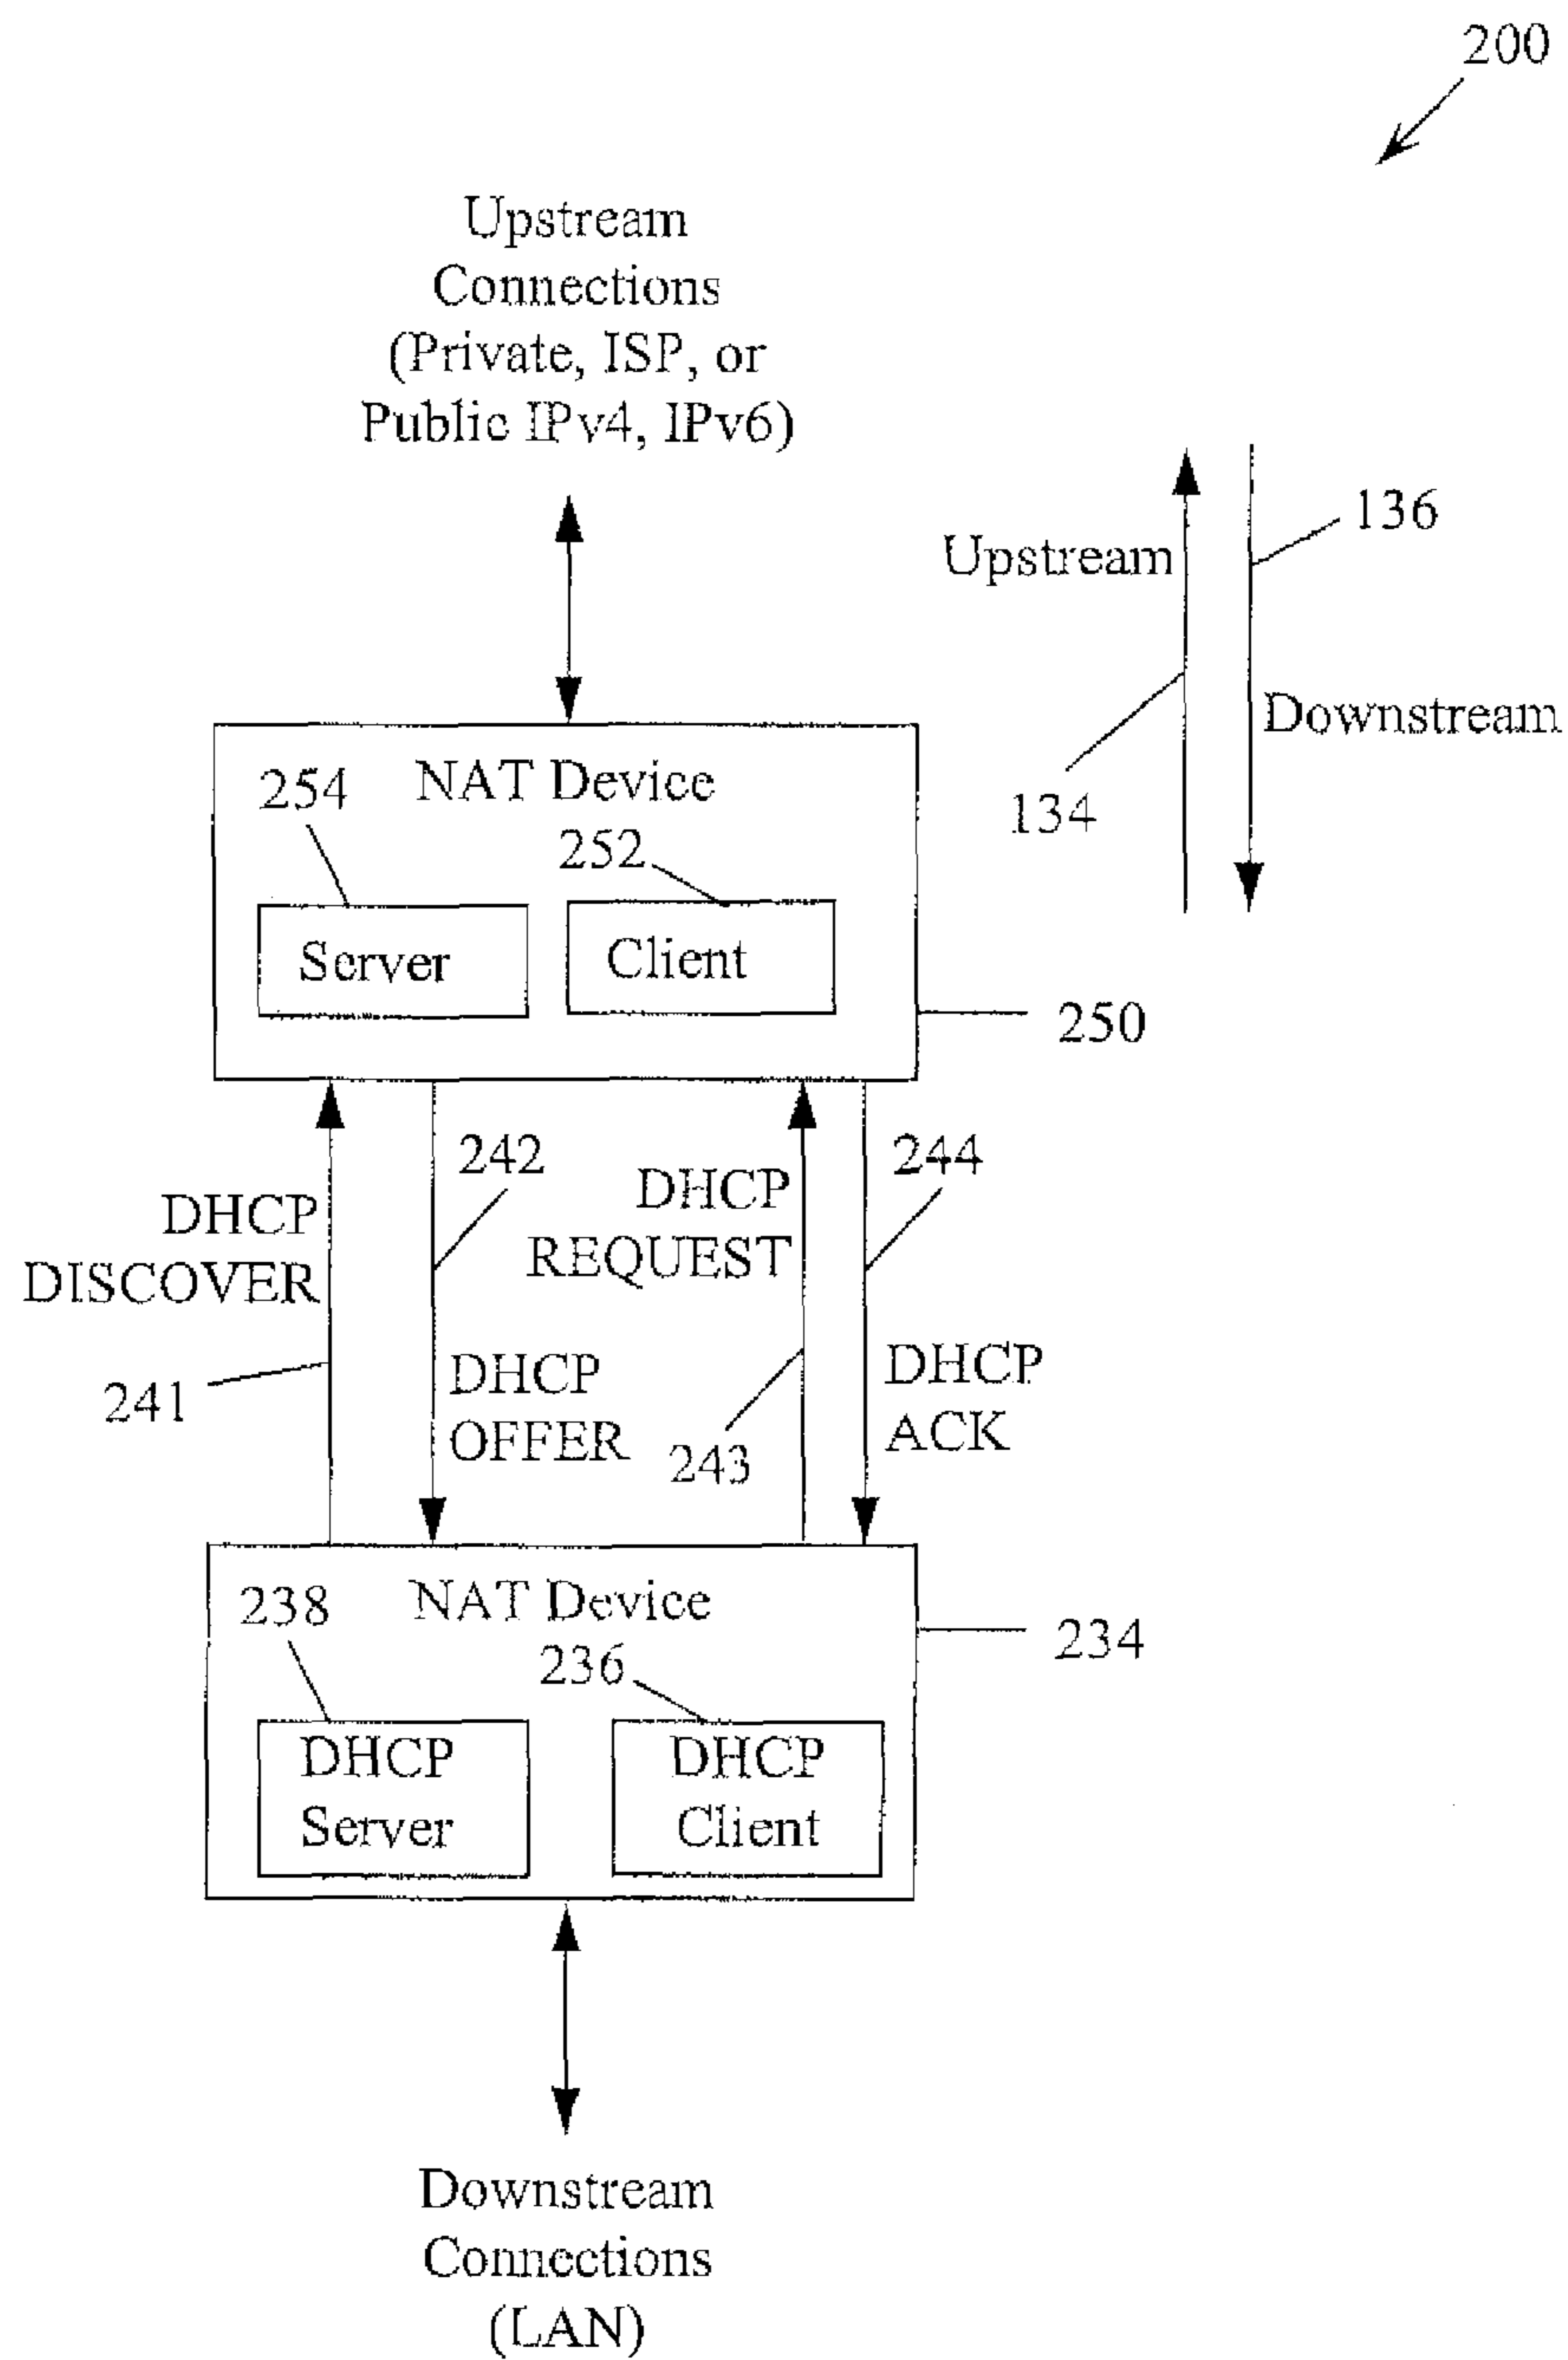 200
Upstream
Connections
(Private, ISP, or
Public IPv4, IPv6)
136
Upstream
Downstream
134
254
NAT Device
252
Server
Client
250
242
244
DHCP
DISCOVER
DHCP
REQUEST
241
DHCP
OFFER
243
DHCP
ACK
238
NAT Device
236
234
DHCP
Server
DHCP
Client
Downstream
Connections
(LAN)